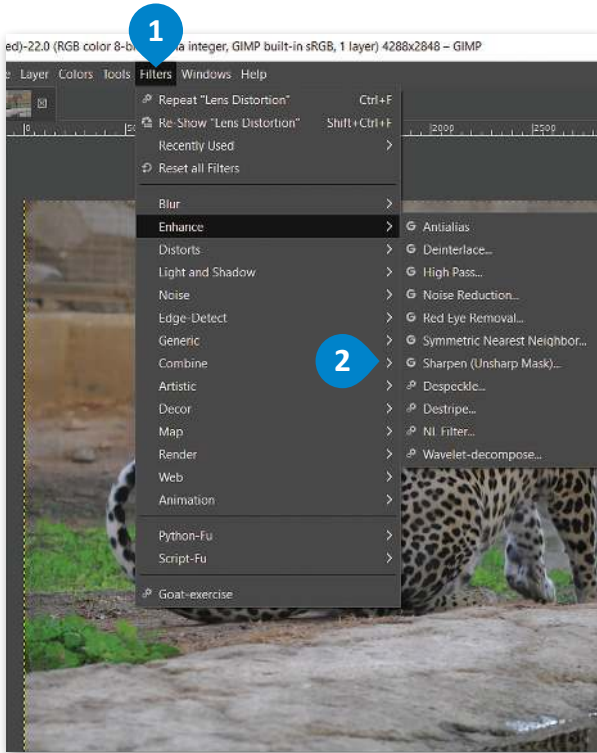 1
ed)-22.0 (RGB color 8-bi a integer, GIMP built-in sRGB, 1 layer) 4288x2848 – GIMP
e Layer Colors Tools Filters Windows Help
Repeat "Lens Distortion" Ctrl+F
Re-Show "Lens Distortion" Shift+Ctrl+F
Recently Used
Reset all Filters
0 2000 2500
Blur
Enhance
Distorts
Light and Shadow
Noise
Edge-Detect
Generic
Combine
Artistic
Decor
Map
Render
Web
Animation
Python-Fu
Script-Fu
Goat-exercise
Antialias
Deinterlace...
High Pass...
Noise Reduction...
Red Eye Removal...
Symmetric Nearest Neighbor...
2
Sharpen (Unsharp Mask)...
Despeckle...
Destripe...
NL Filter...
Wavelet-decompose...